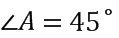 ∠A = 45°